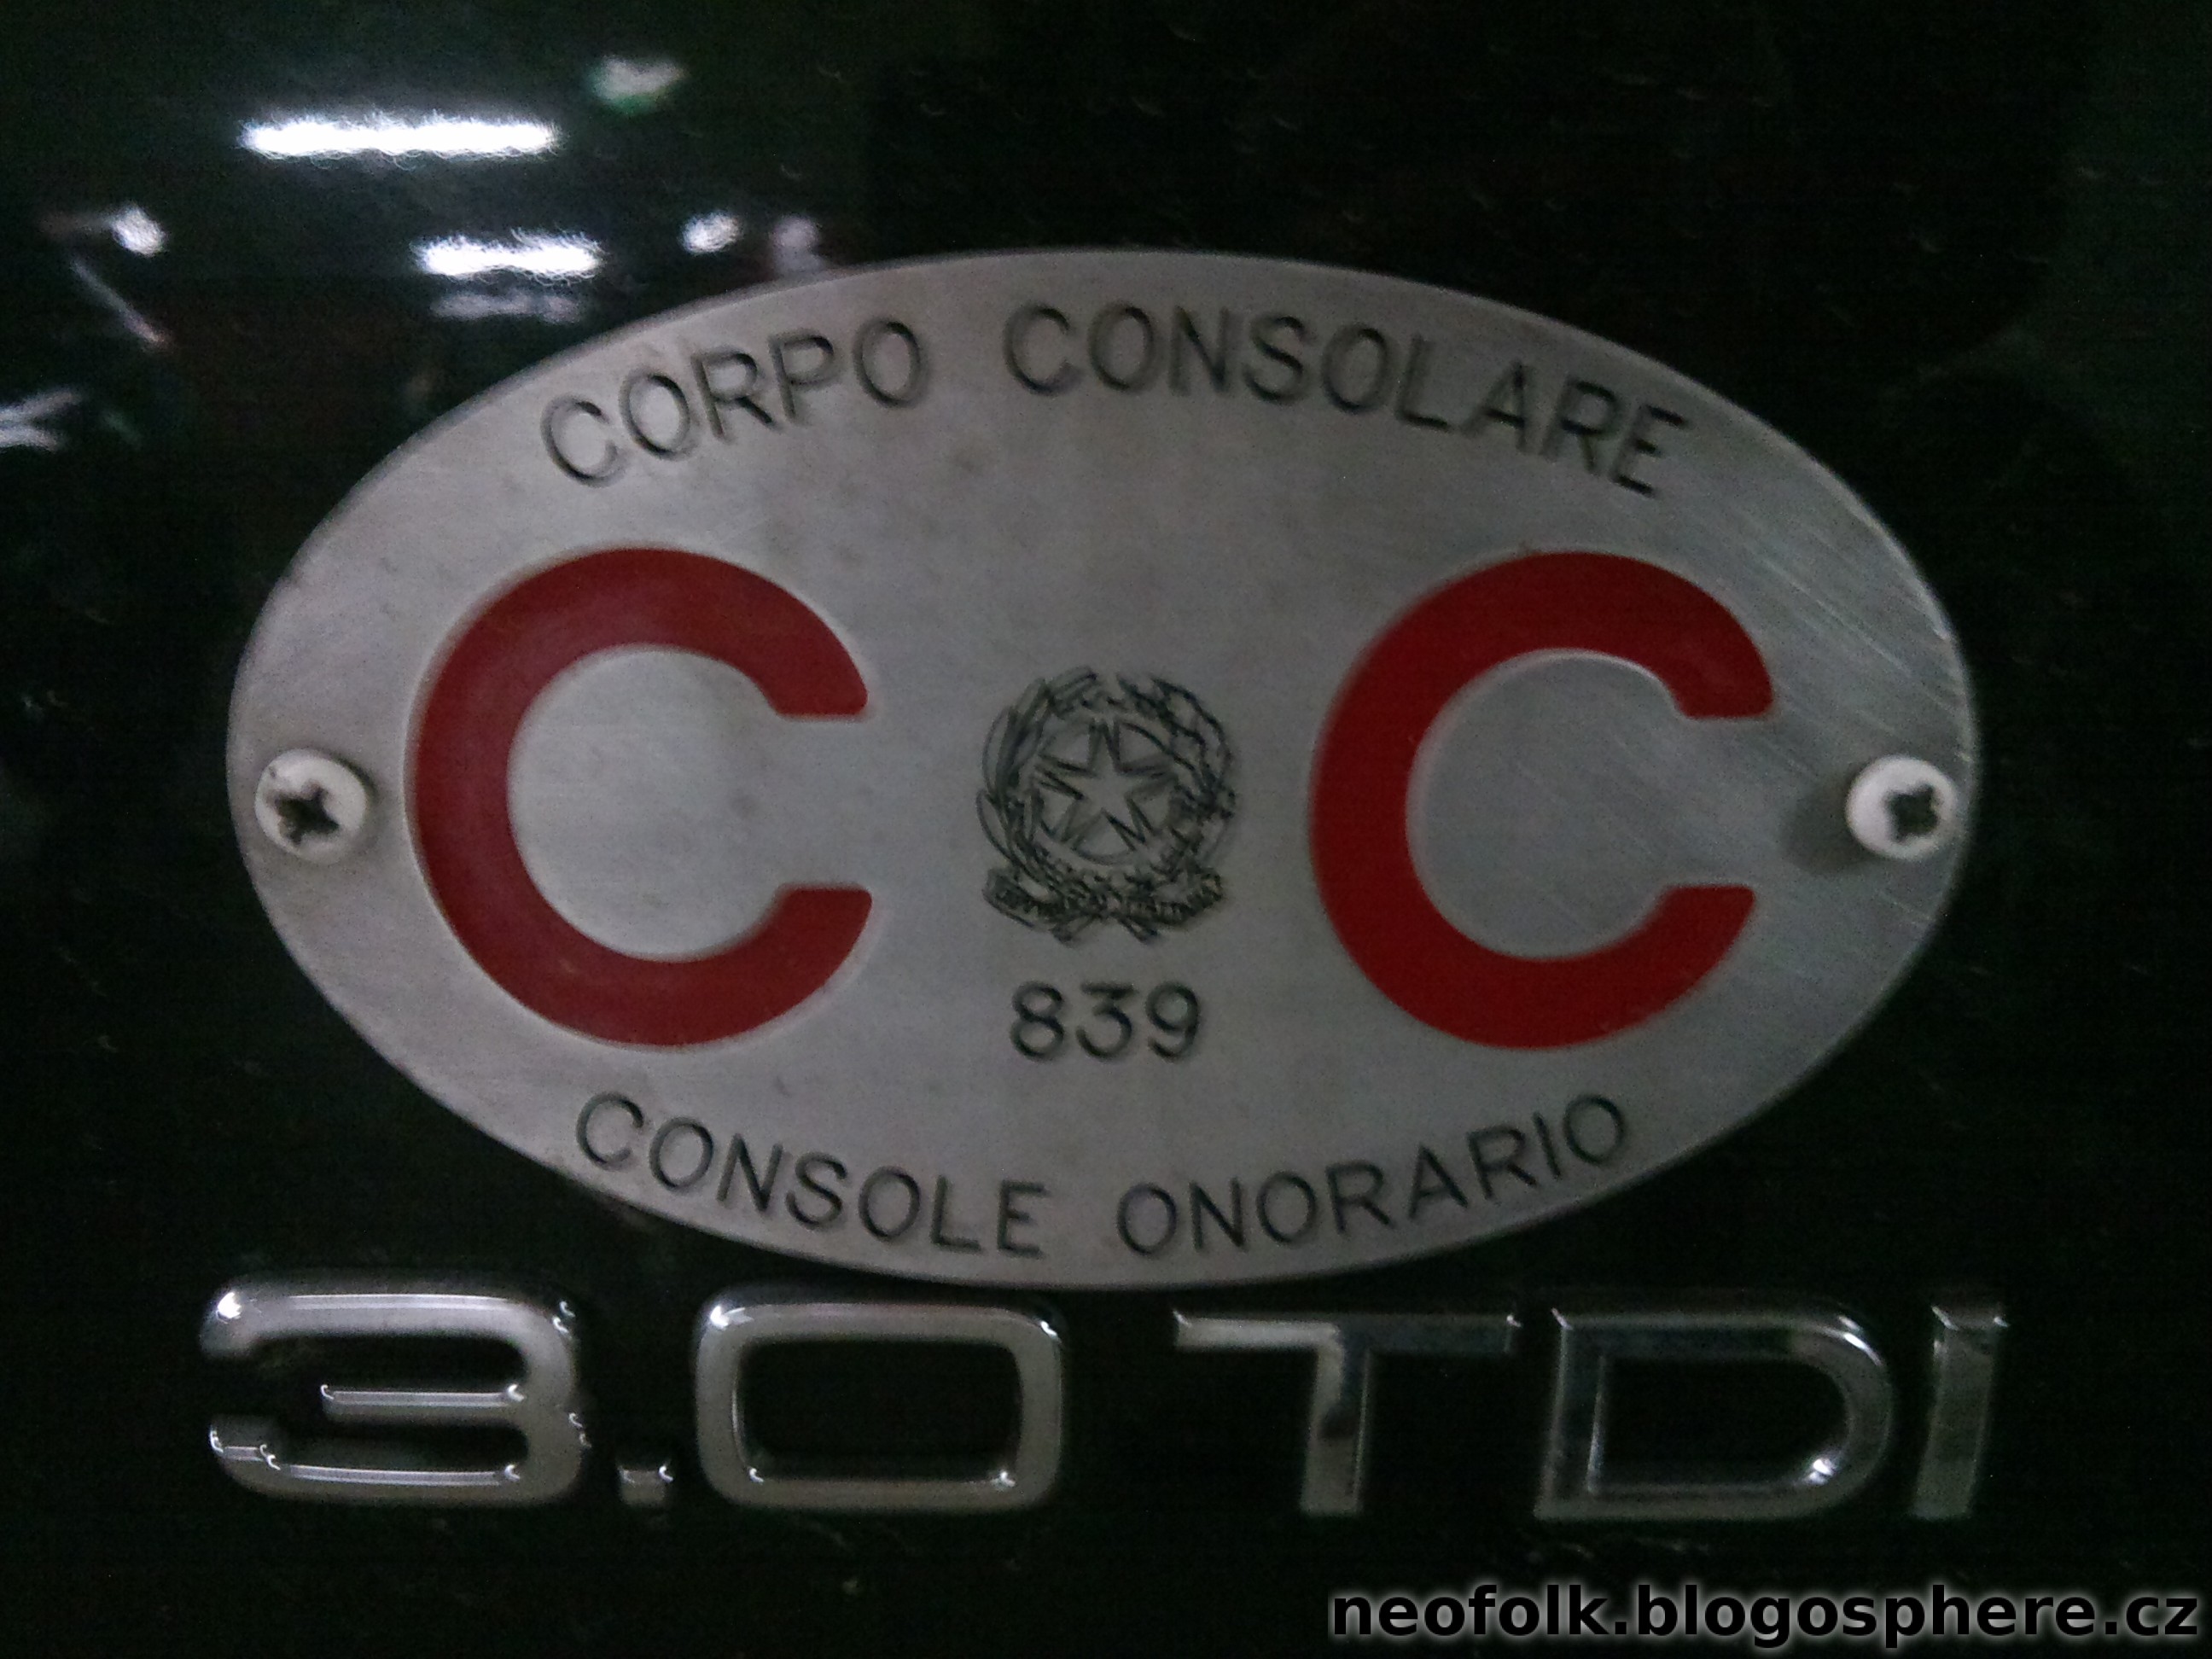 CORPO CONSOLARE
C C
839
CONSOLE ONORARIO
3.0 TDI
neofolk.blogosphere.cz